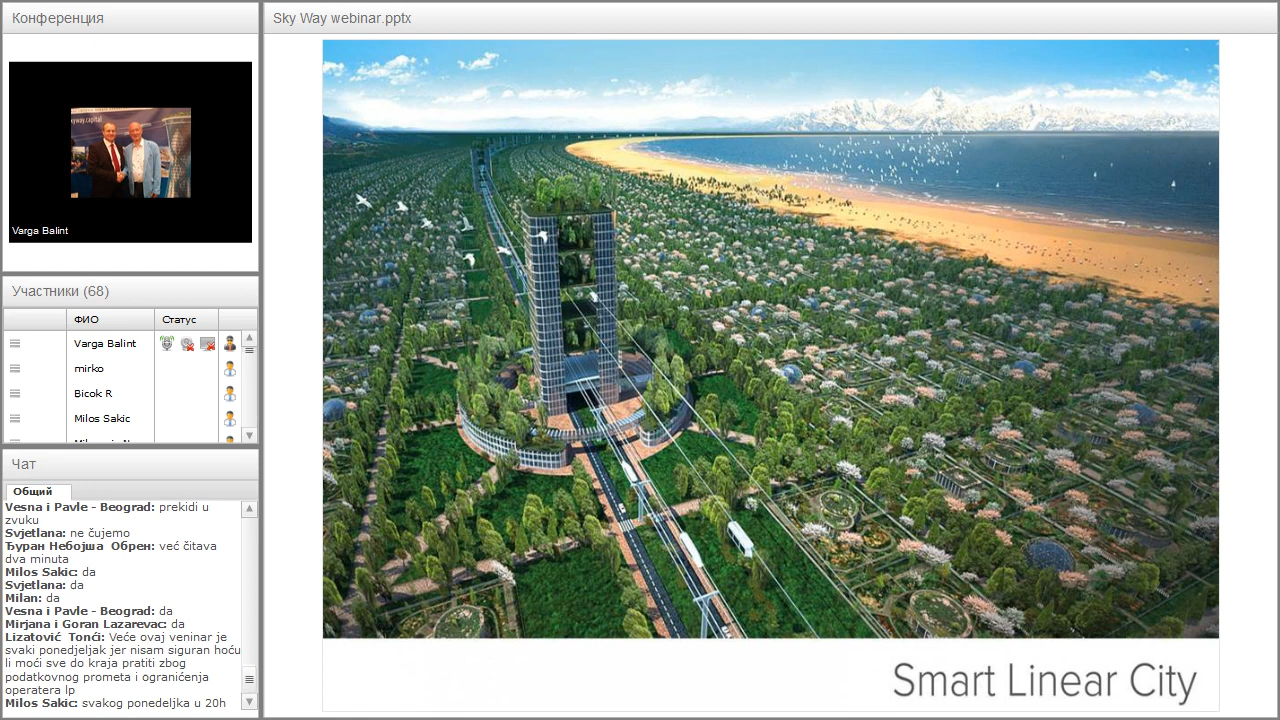 Конференция
kyway.capital
Varga Balint
Участники (68)
ФИО
Статус
Varga Balint
mirko
Bicok R
Milos Sakic
Чат
Общий
Vesna i Pavle - Beograd: prekidi u
zvuku
Svjetlana: ne čujemo
Ђуран Небојша Обрен: već čitava
dva minuta
Milos Sakic: da
Svjetlana: da
Milan: da
Vesna i Pavle - Beograd: da
Mirjana i Goran Lazarevac: da
Lizatović Tonći: Veće ovaj veninar je
svaki ponedjeljak jer nisam siguran hoću
li moći sve do kraja pratiti zbog
podatkovnog prometa i ograničenja
operatera lp
Milos Sakic: svakog ponedeljka u 20h
Sky Way webinar.pptx
Smart Linear City